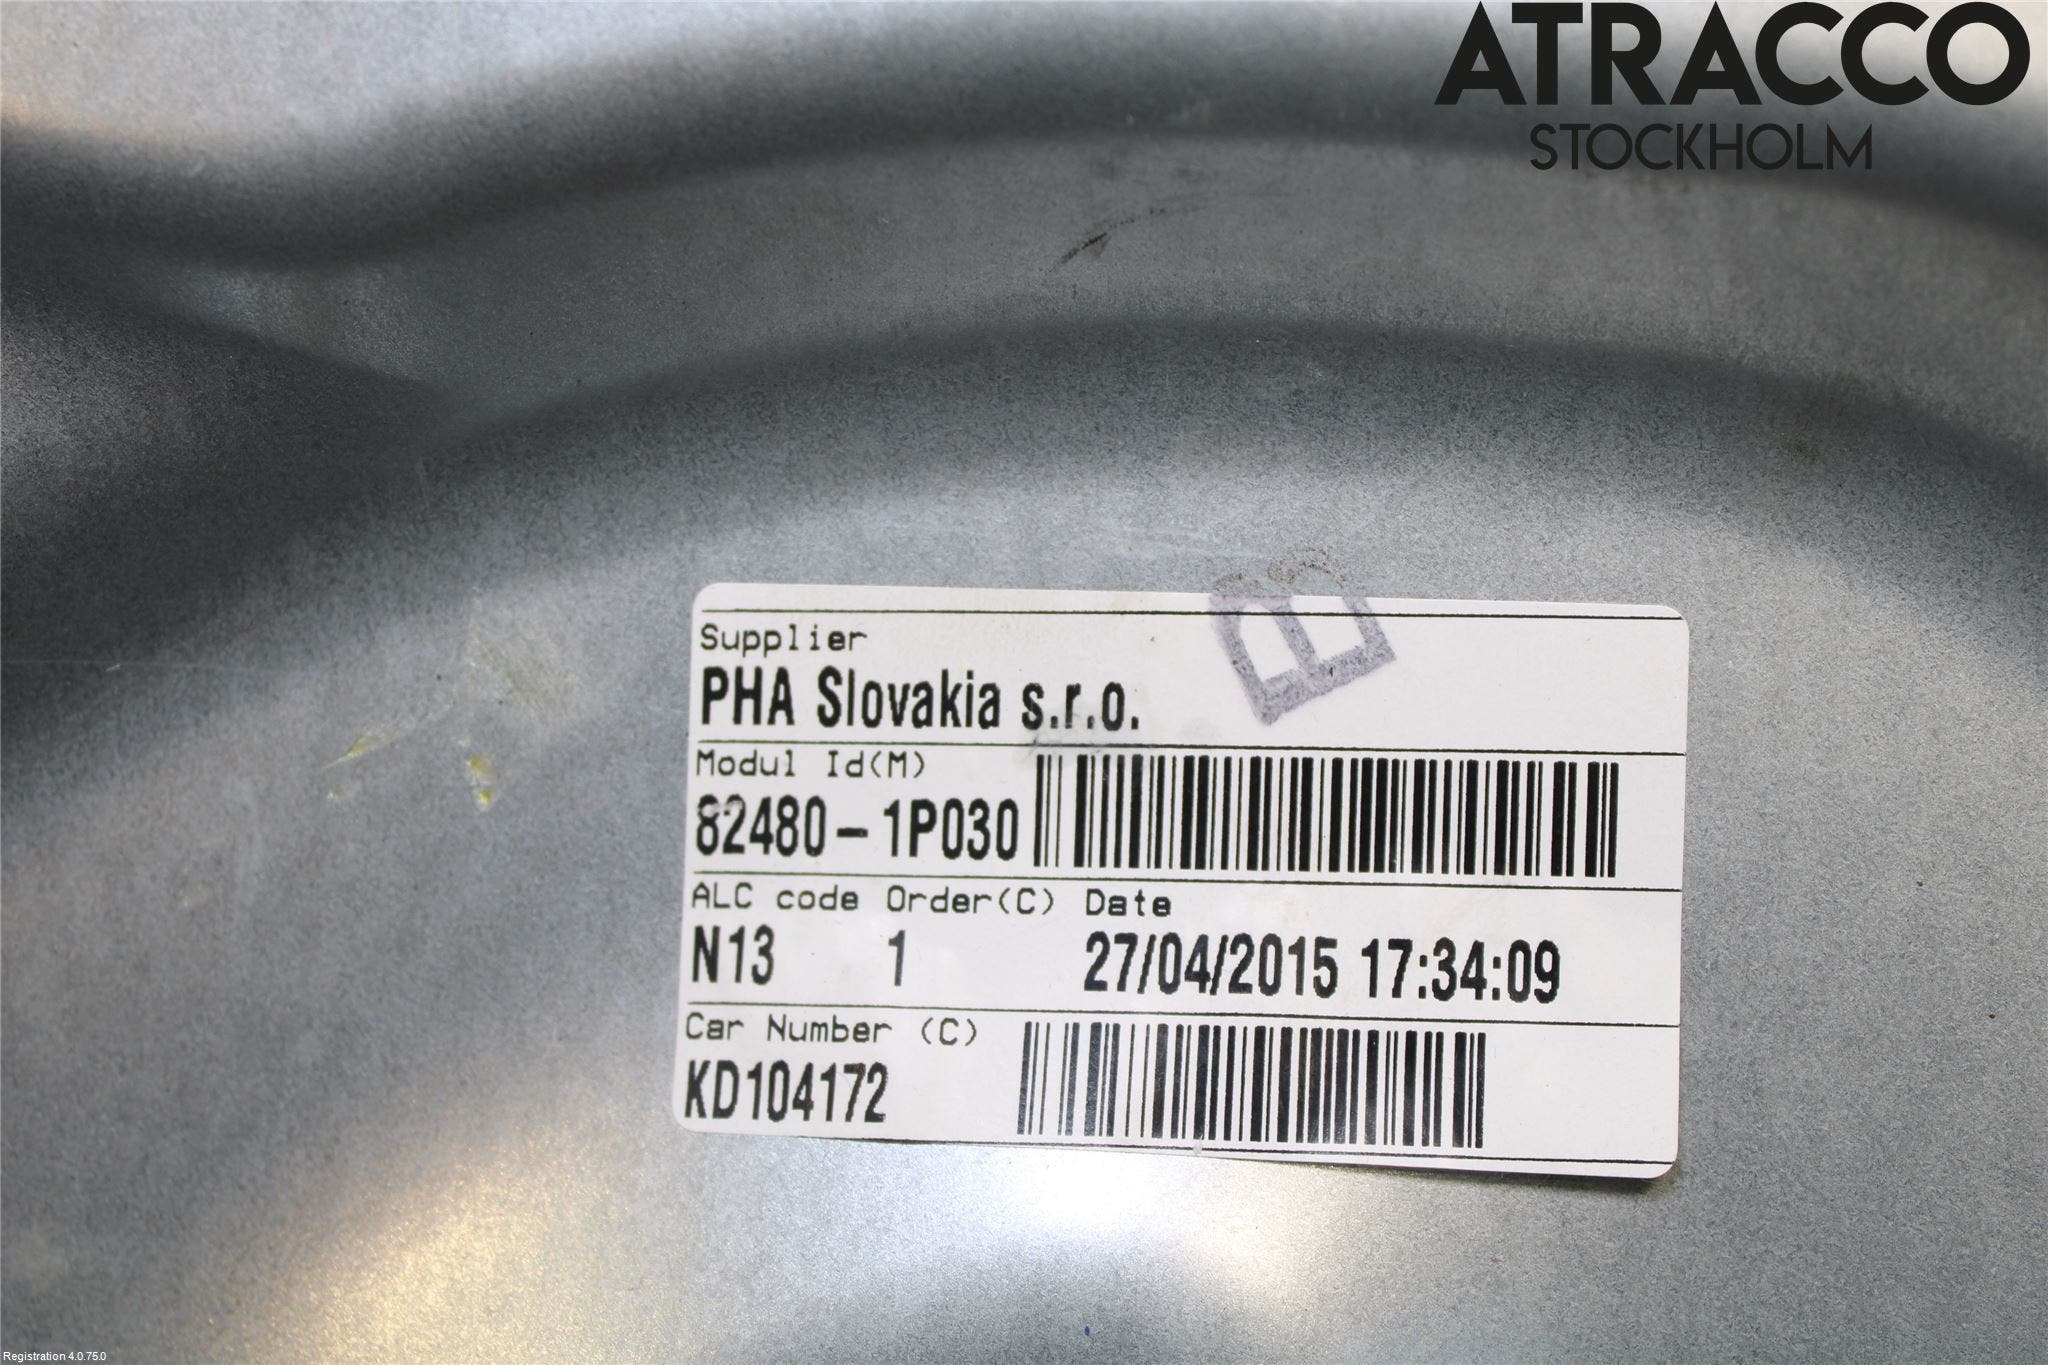 ATRACCO
STOCKHOLM
B
Supplier
PHA Slovakia s.r.o.
Modul Id(M)
82480-1P030
ALC code Order(C) Date
N13 1 27/04/2015 17:34:09
Car Number (C)
KD104172
Registration 4.0.75.0